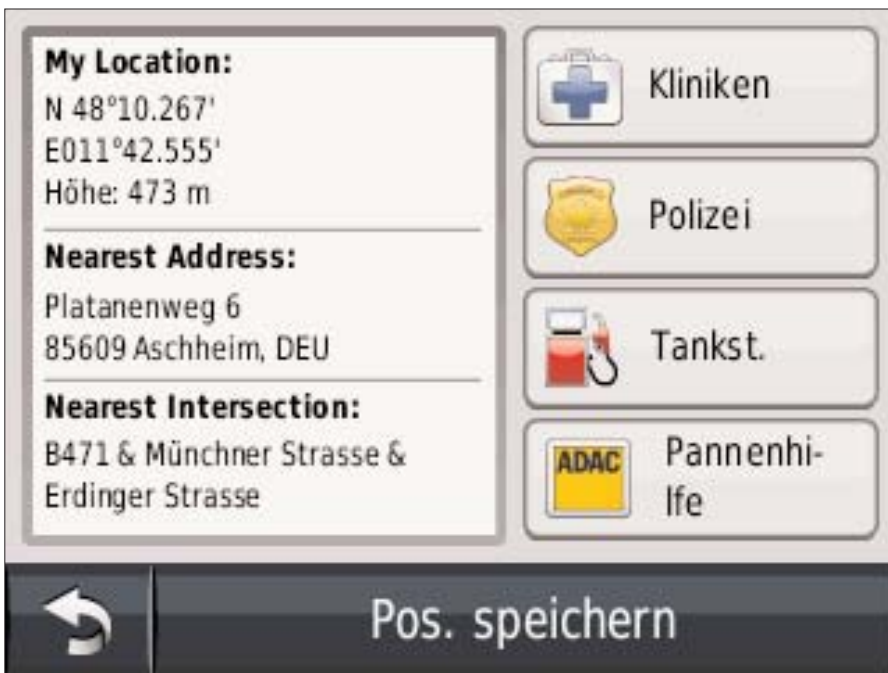 My Location:
N 48°10.267'
E011°42.555'
Höhe: 473 m
Nearest Address:
Platanenweg 6
85609 Aschheim, DEU
Nearest Intersection:
B471 & Münchner Strasse &
Erdinger Strasse
Kliniken
Polizei
Tankst.
ADAC
Pannenhi-
lfe
Pos. speichern